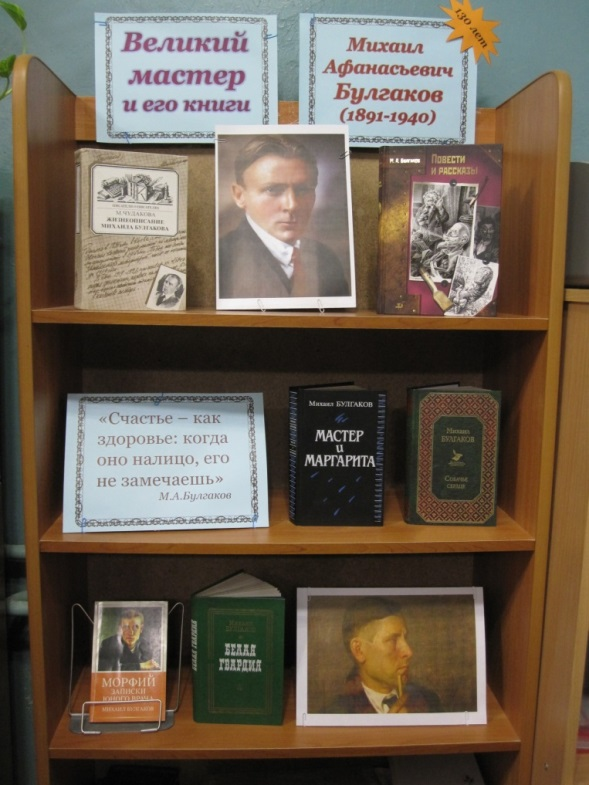 Великий
мастер
и его книги
Михаил
Афанасьевич
Булгаков
(1891-1940)
130 лет
М.ЧУДАКОВА
ЖИЗНЕОПИСАНИЕ
МИХАИЛА БУЛГАКОВА
М. А. Булгаков
ПОВЕСТИ
И РАССКАЗЫ
«Счастье – как
здоровье: когда
оно налицо, его
не замечаешь»
М.А.Булгаков
Михаил БУЛГАКОВ
МАСТЕР
и
МАРГАРИТА
Михаил
БУЛГАКОВ
Собачье
сердце
МОРФИЙ
ЗАПИСКИ
ЮНОГО ВРАЧА
МИХАИЛ БУЛГАКОВ
БЕЛАЯ ГВАРДИЯ
МИХАИЛ
БУЛГАКОВ
БЕЛАЯ
ГВАРДИЯ